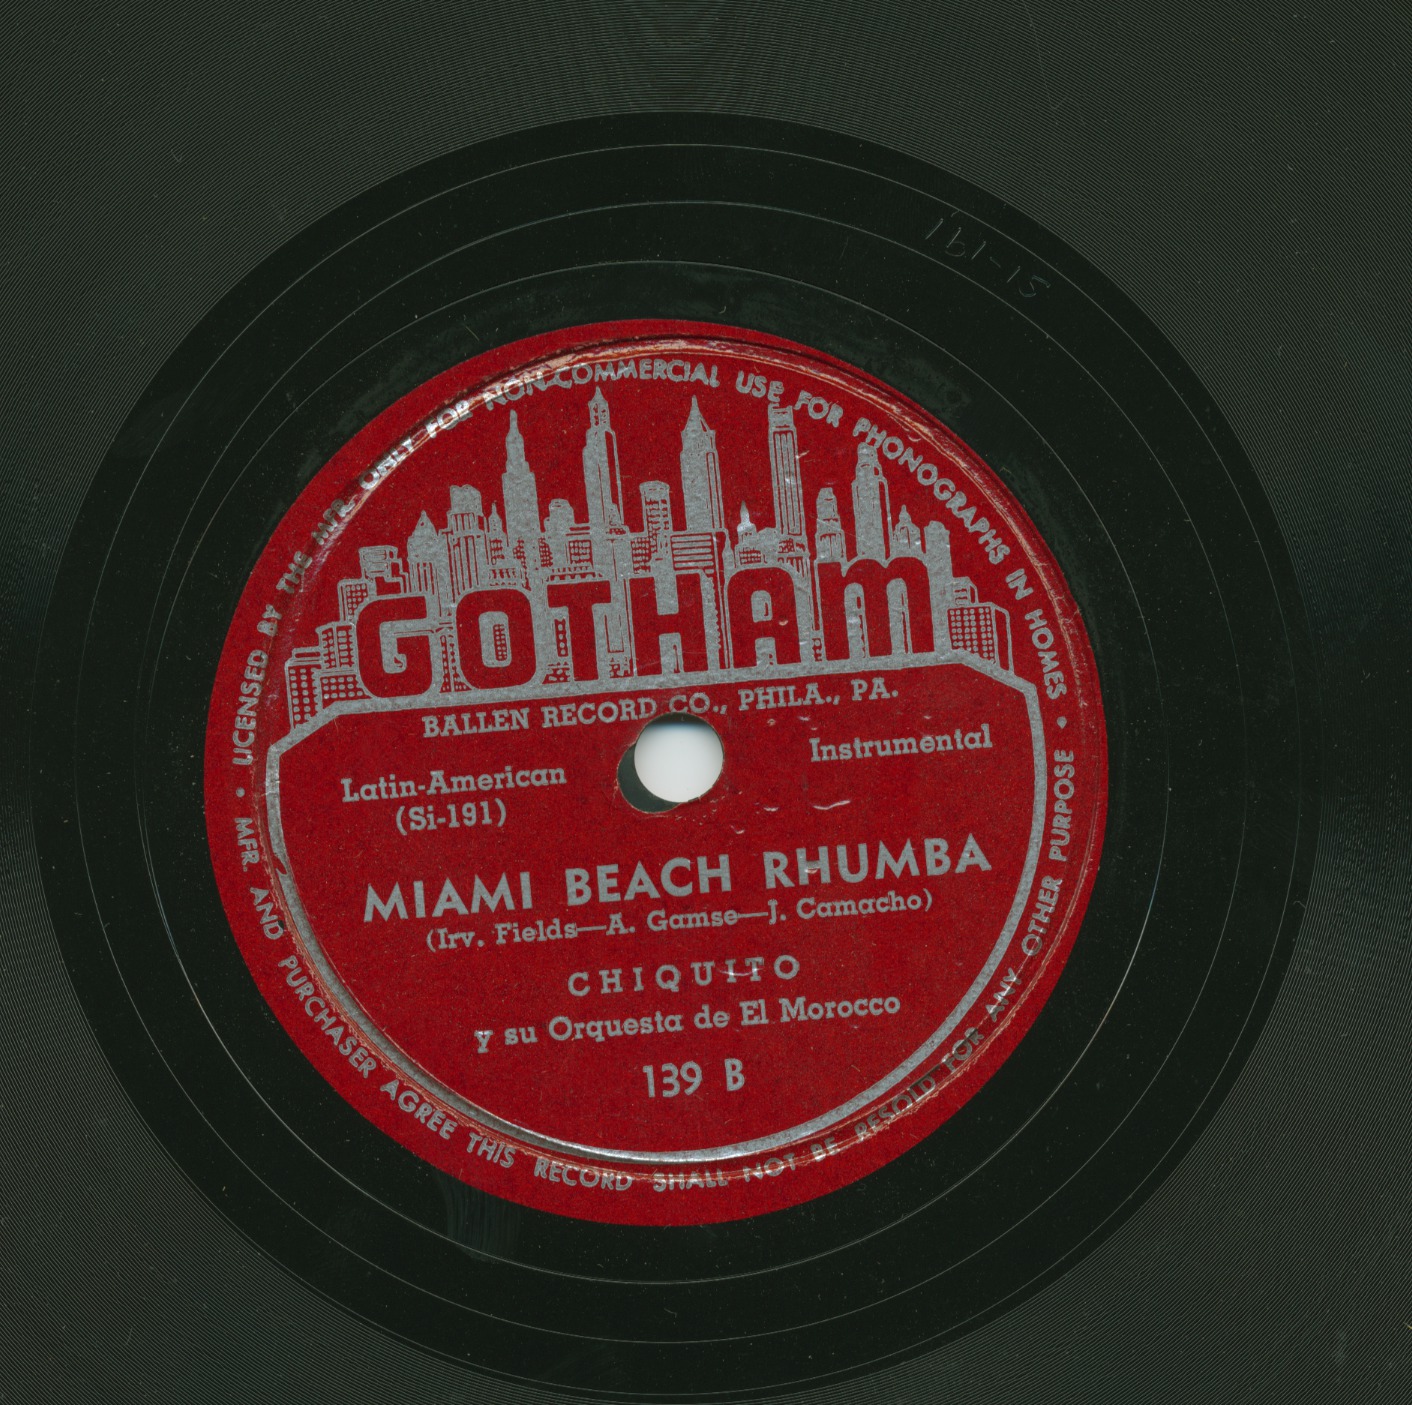 LICENSED BY THE MFR. ONLY FOR NON-COMMERCIAL USE FOR PHONOGRAPHS IN HOMES •
GOTHAM
BALLEN RECORD CO., PHILA., PA.
Instrumental
Latin-American
(Si-191)
MIAMI BEACH RHUMBA
(Irv. Fields—A. Gamse—J. Camacho)
CHIQUITO
y su Orquesta de El Morocco
139 B
• MFR. AND PURCHASER AGREE THIS RECORD SHALL NOT BE RESOLD FOR ANY OTHER PURPOSE